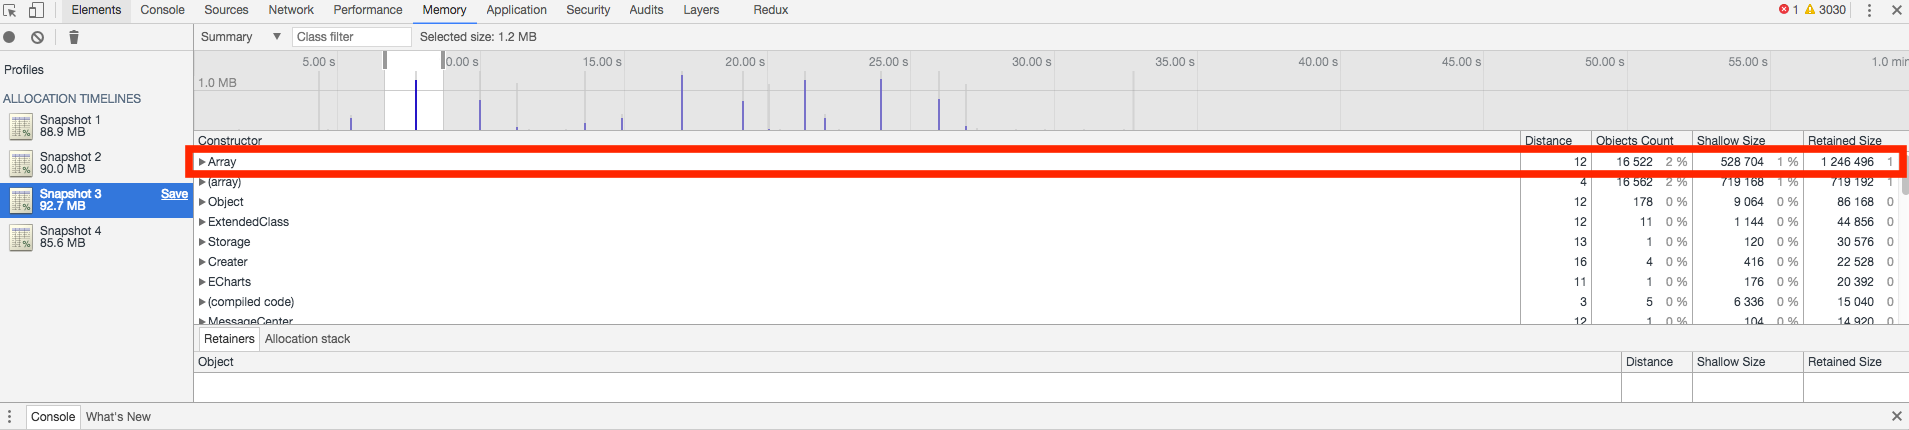 Elements Console Sources Network Performance Memory Application Security Audits Layers Redux 1 3030
Summary Class filter Selected size: 1.2 MB
Profiles
ALLOCATION TIMELINES
Snapshot 1
88.9 MB
Snapshot 2
90.0 MB
Snapshot 3 Save
92.7 MB
Snapshot 4
85.6 MB
5.00 s 0.00 s 15.00 s 20.00 s 25.00 s 30.00 s 35.00 s 40.00 s 45.00 s 50.00 s 55.00 s 1.0 min
1.0 MB
Constructor Distance Objects Count Shallow Size Retained Size
Array 12 16 522 2 % 528 704 1 % 1 246 496 1
(array) 4 16 562 2 % 719 168 1 % 719 192 1
Object 12 178 0 % 9 064 0 % 86 168 0
ExtendedClass 12 11 0 % 1 144 0 % 44 856 0
Storage 13 1 0 % 120 0 % 30 576 0
Creater 16 4 0 % 416 0 % 22 528 0
ECharts 11 1 0 % 176 0 % 20 392 0
(compiled code) 3 5 0 % 6 336 0 % 15 040 0
MessageCenter 12 1 0 % 104 0 % 14 920 0
Retainers Allocation stack
Object Distance Shallow Size Retained Size
Console What's New